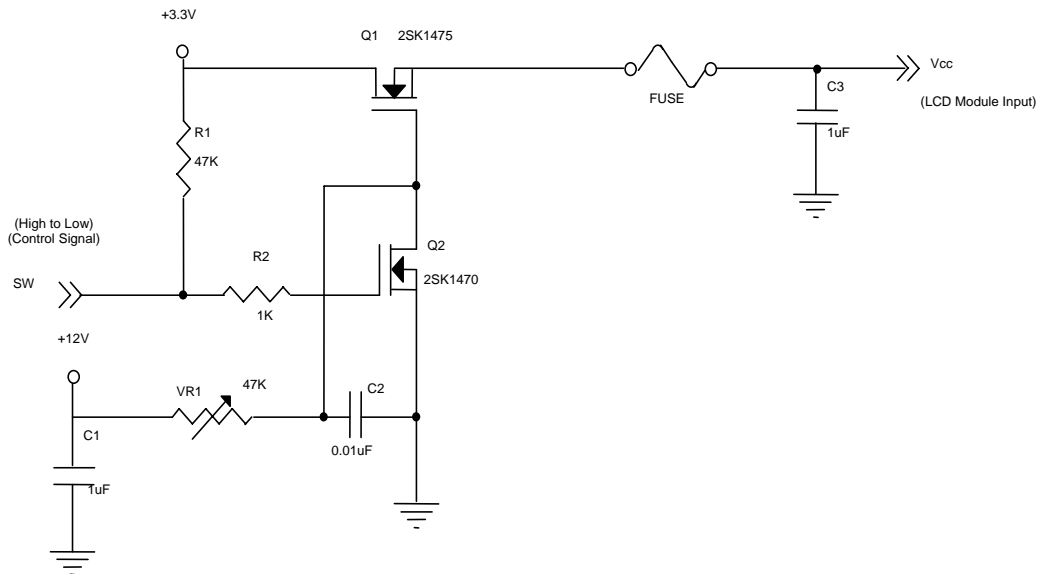 +3.3V
Q1 2SK1475
Vcc
FUSE
C3
(LCD Module Input)
R1
1uF
47K
(High to Low)
(Control Signal)
Q2
R2
SW
2SK1470
1K
+12V
VR1
47K
C2
C1
0.01uF
1uF